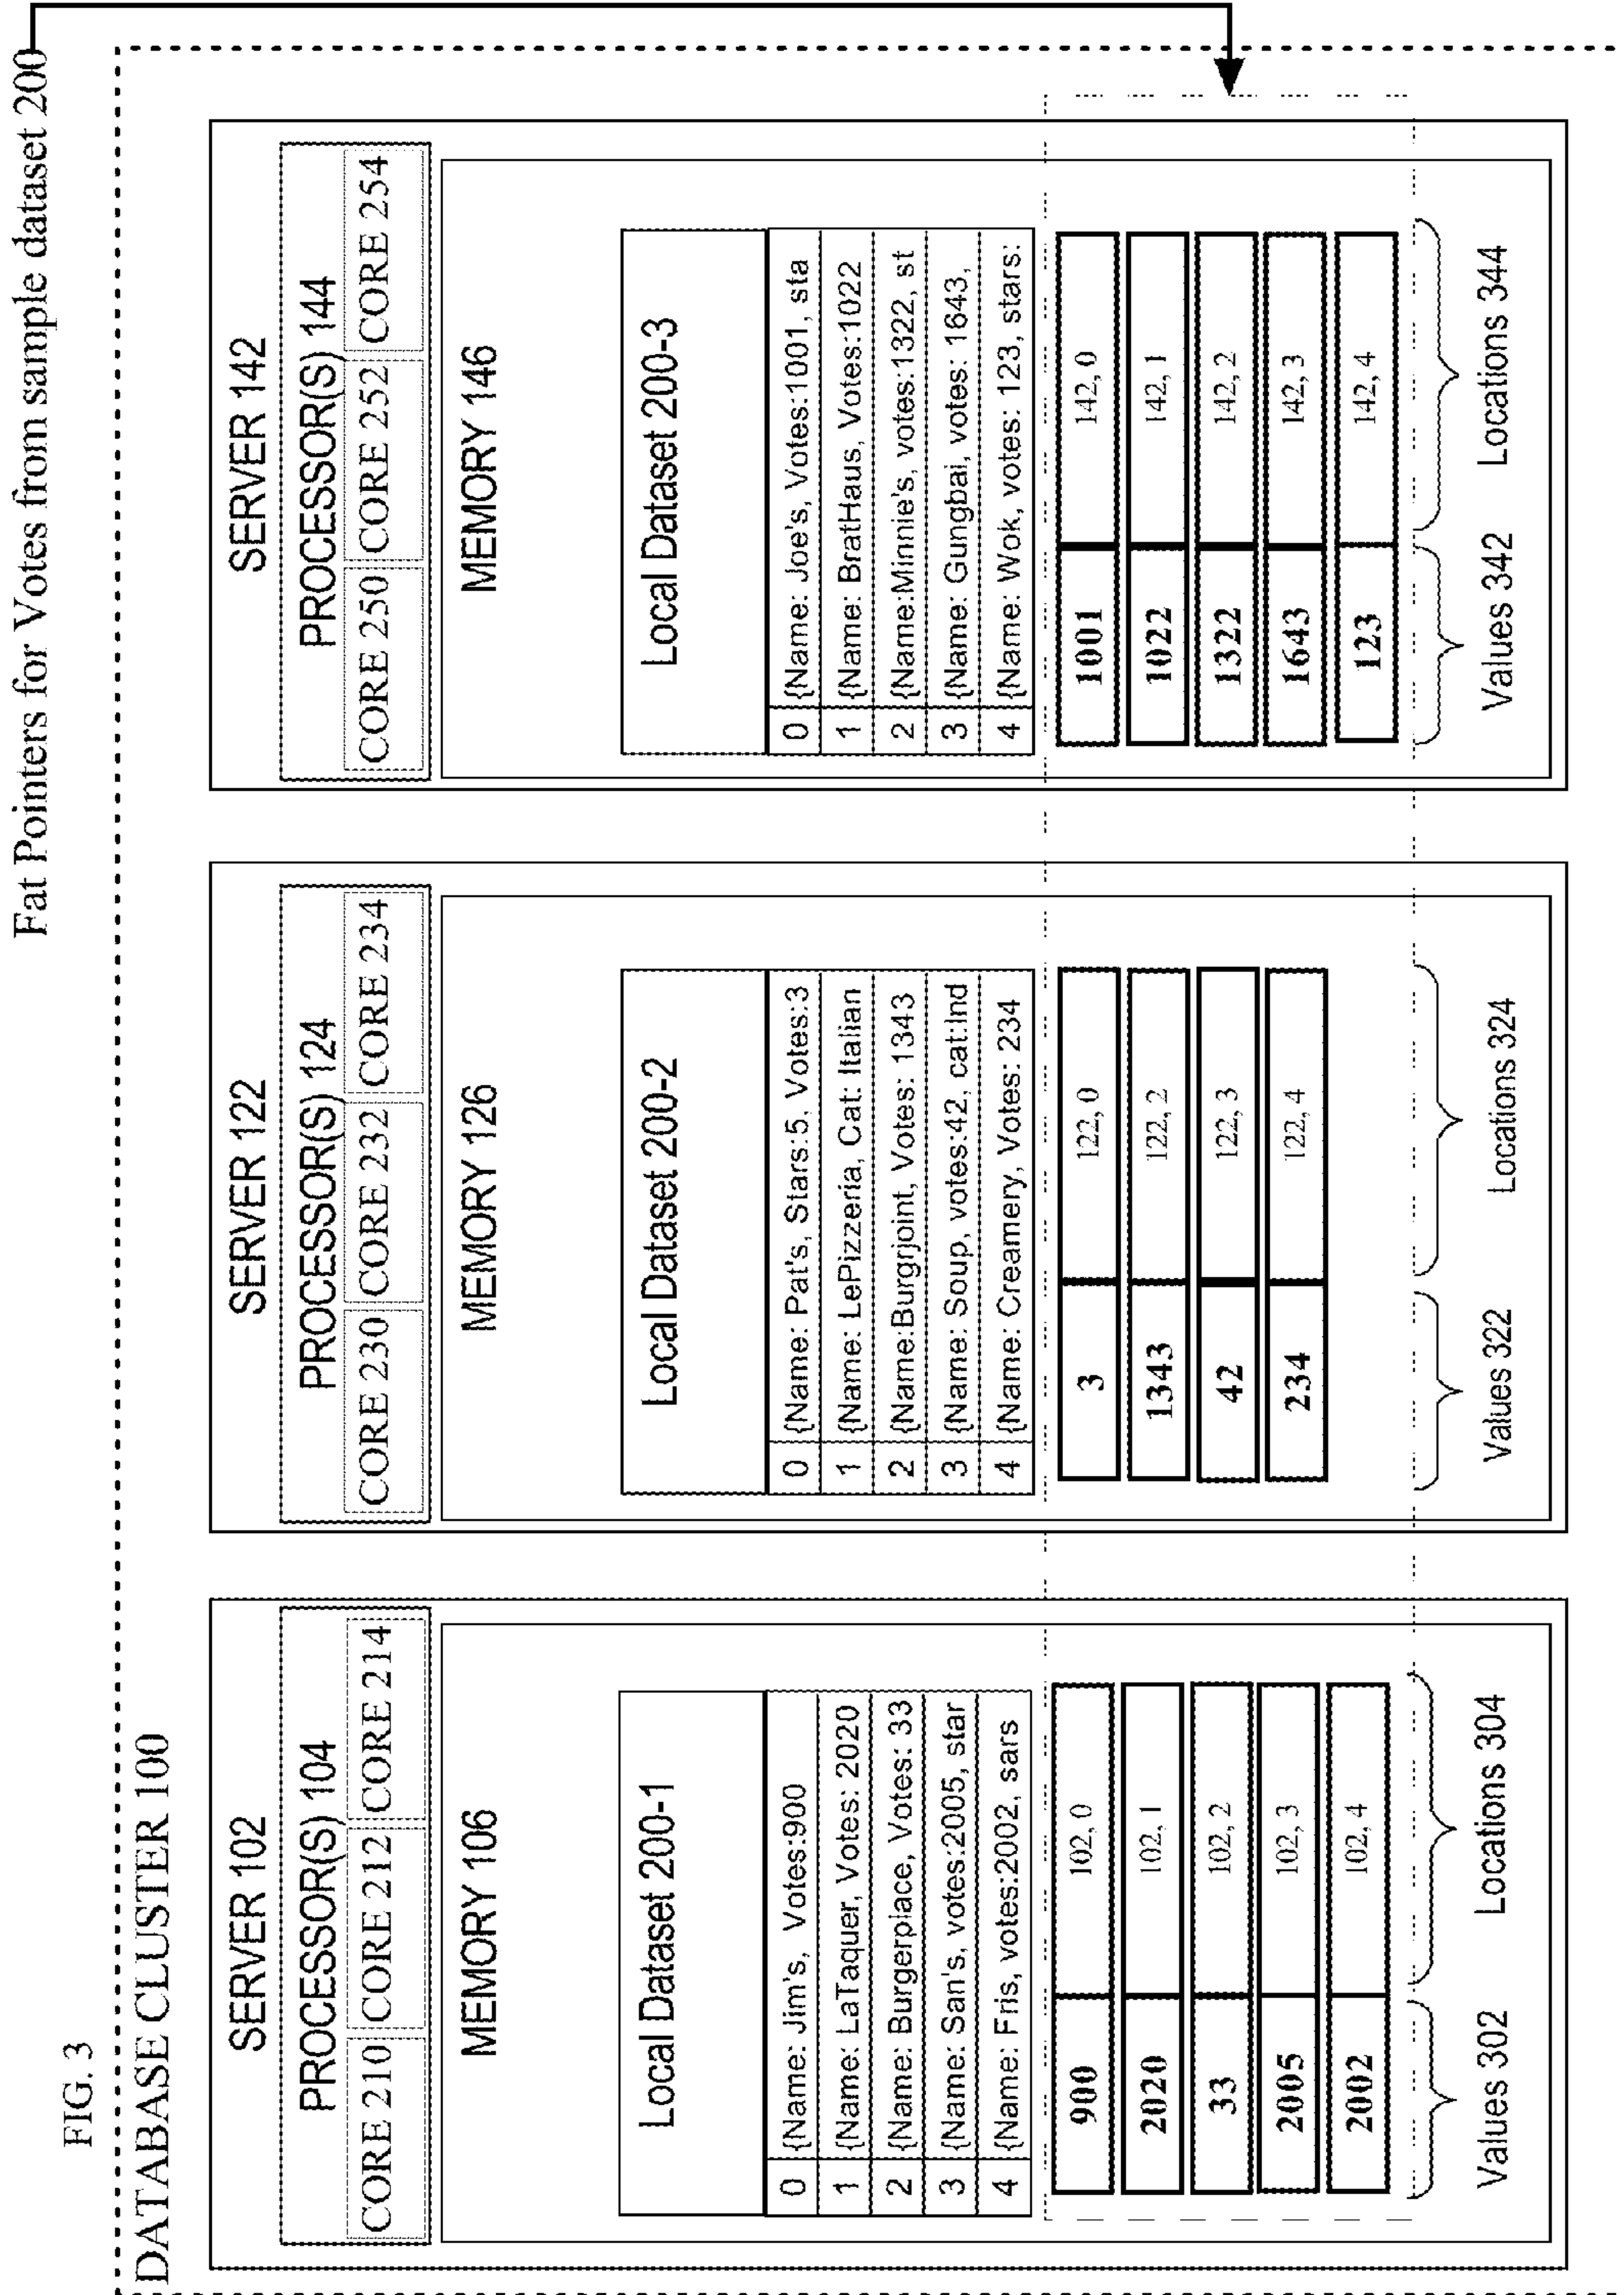 FIG. 3
Fat Pointers for Votes from sample dataset 200
DATABASE CLUSTER 100
SERVER 102
PROCESSOR(S) 104
CORE 210 CORE 212 CORE 214
MEMORY 106
Local Dataset 200-1
0 {Name: Jim's, Votes:900
1 {Name: LaTaquer, Votes: 2020
2 {Name: Burgerplace, Votes: 33
3 {Name: San's, votes:2005, star
4 {Name: Fris, votes:2002, sars
900 102, 0
2020 102, 1
33 102, 2
2005 102, 3
2002 102, 4
Values 302 Locations 304
SERVER 122
PROCESSOR(S) 124
CORE 230 CORE 232 CORE 234
MEMORY 126
Local Dataset 200-2
0 {Name: Pat's, Stars:5, Votes:3
1 {Name: LePizzeria, Cat: Italian
2 {Name:Burgrjoint, Votes: 1343
3 {Name: Soup, votes:42, cat:Ind
4 {Name: Creamery, Votes: 234
3 122, 0
1343 122, 2
42 122, 3
234 122, 4
Values 322 Locations 324
SERVER 142
PROCESSOR(S) 144
CORE 250 CORE 252 CORE 254
MEMORY 146
Local Dataset 200-3
0 {Name: Joe's, Votes:1001, sta
1 {Name: BratHaus, Votes:1022
2 {Name:Minnie's, votes:1322, st
3 {Name: Gungbai, votes: 1643,
4 {Name: Wok, votes: 123, stars:
1001 142, 0
1022 142, 1
1322 142, 2
1643 142, 3
123 142, 4
Values 342 Locations 344